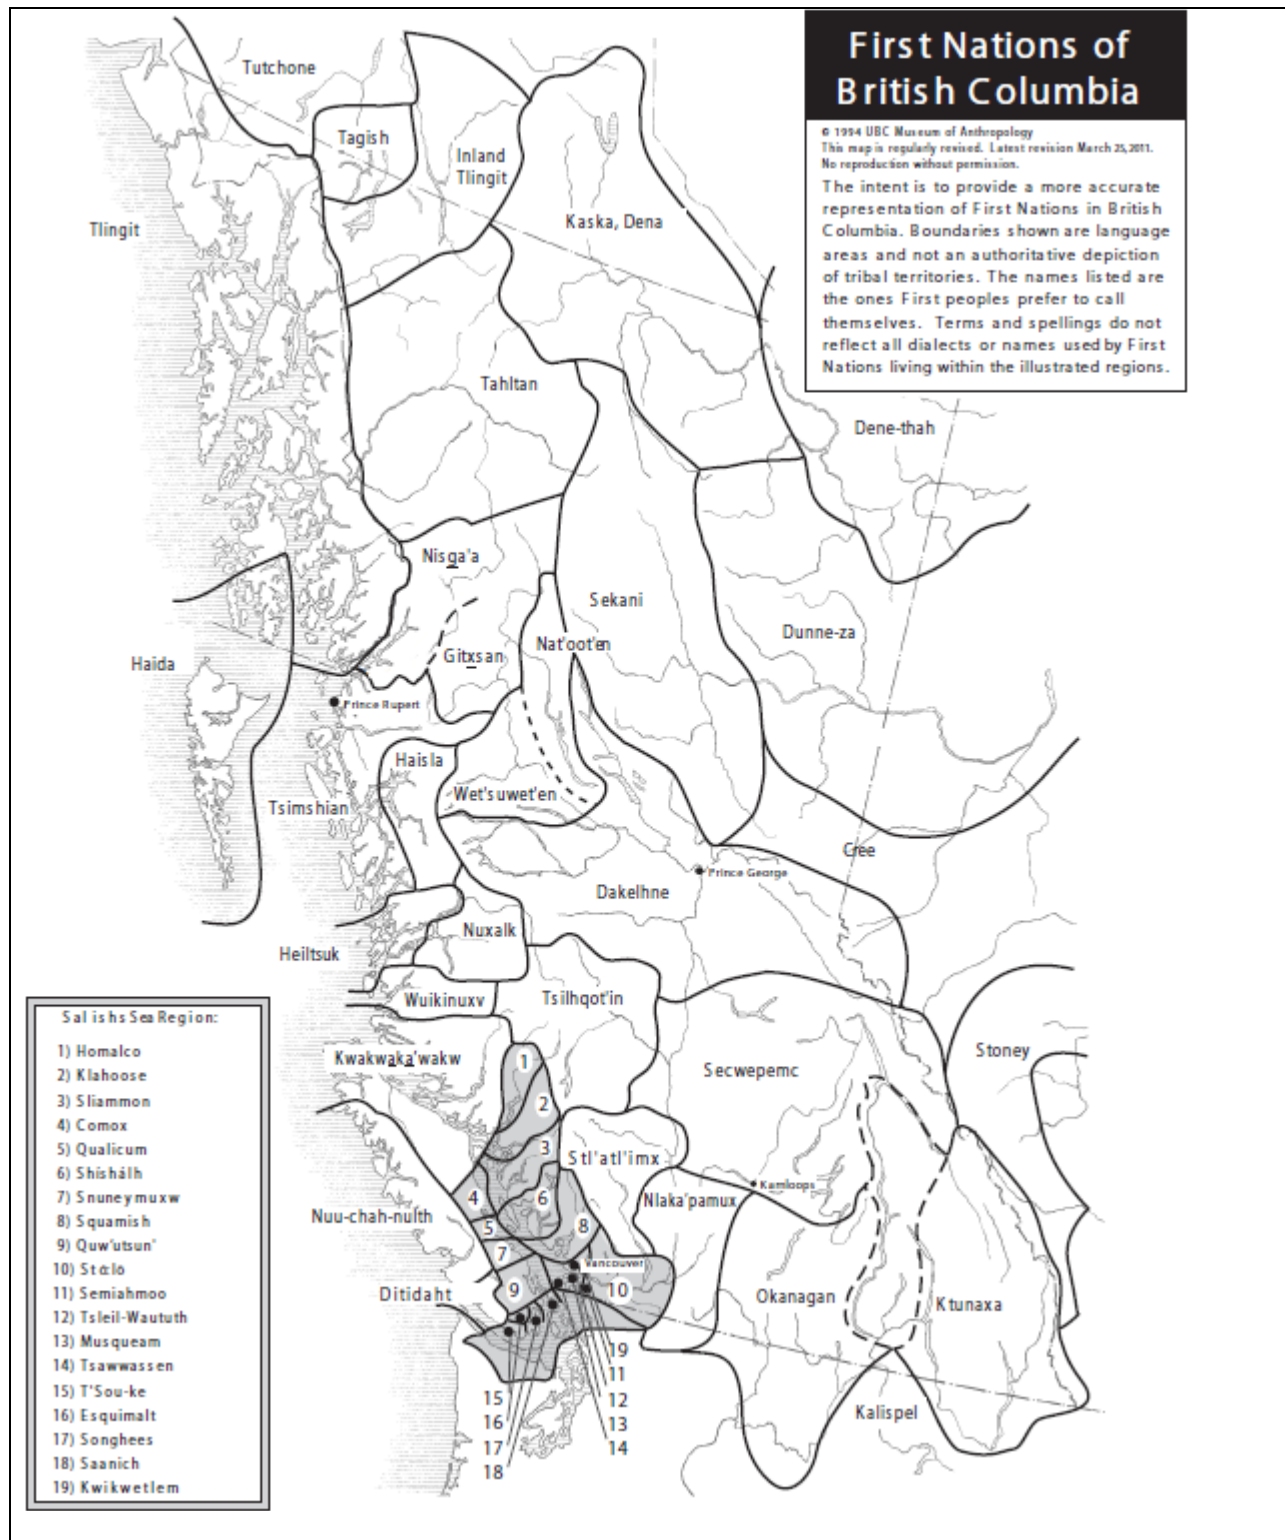 First Nations of
British Columbia
© 1994 UBC Museum of Anthropology
This map is regularly revised. Latest revision March 25, 2011.
No reproduction without permission.
The intent is to provide a more accurate
representation of First Nations in British
Columbia. Boundaries shown are language
areas and not an authoritative depiction
of tribal territories. The names listed are
the ones First peoples prefer to call
themselves. Terms and spellings do not
reflect all dialects or names used by First
Nations living within the illustrated regions.
Tutchone
Tagish
Inland
Tlingit
Kaska, Dena
Tlingit
Tahltan
Dene-thah
Nisga'a
Sekani
Dunne-za
Nat'oot'en
Gitxsan
Haida
Prince Rupert
Haisla
Wet'suwet'en
Tsimshian
Cree
Prince George
Dakelhne
Nuxalk
Heiltsuk
Wuikinuxv
Tsilhqot'in
Kwakwaka'wakw
Secwepemc
Stoney
1
2
3
Stl'atl'imx
4
6
Nlaka'pamux
Kamloops
Nuu-chah-nulth
5
8
7
Vancouver
Ditidaht
9
10
Okanagan
Ktunaxa
19
11
12
13
14
15
16
17
18
Kalispel
Salishs Sea Region:
1) Homalco
2) Klahoose
3) Sliammon
4) Comox
5) Qualicum
6) Shíshálh
7) Snuneymuxw
8) Squamish
9) Quw'utsun'
10) Stó:lō
11) Semiahmoo
12) Tsleil-Waututh
13) Musqueam
14) Tsawwassen
15) T'Sou-ke
16) Esquimalt
17) Songhees
18) Saanich
19) Kwikwetlem